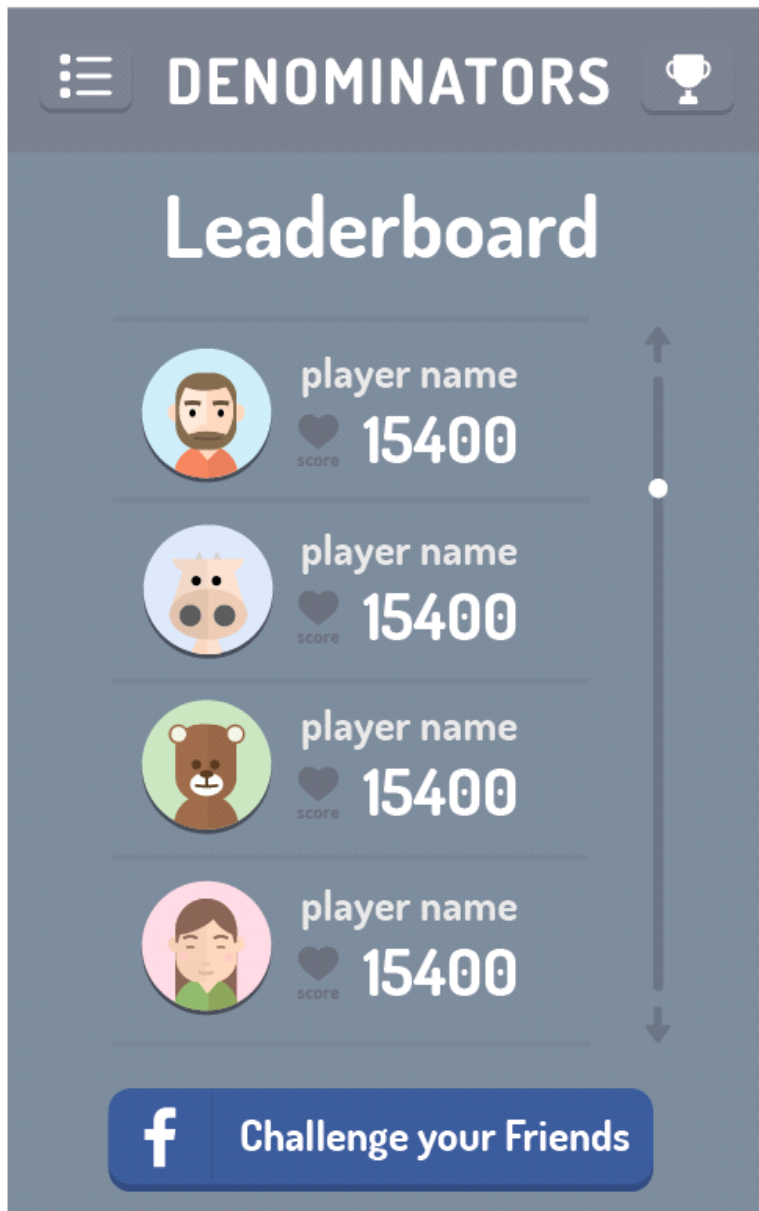 DENOMINATORS
Leaderboard
player name
15400
score
player name
15400
score
player name
15400
score
player name
15400
score
f Challenge your Friends